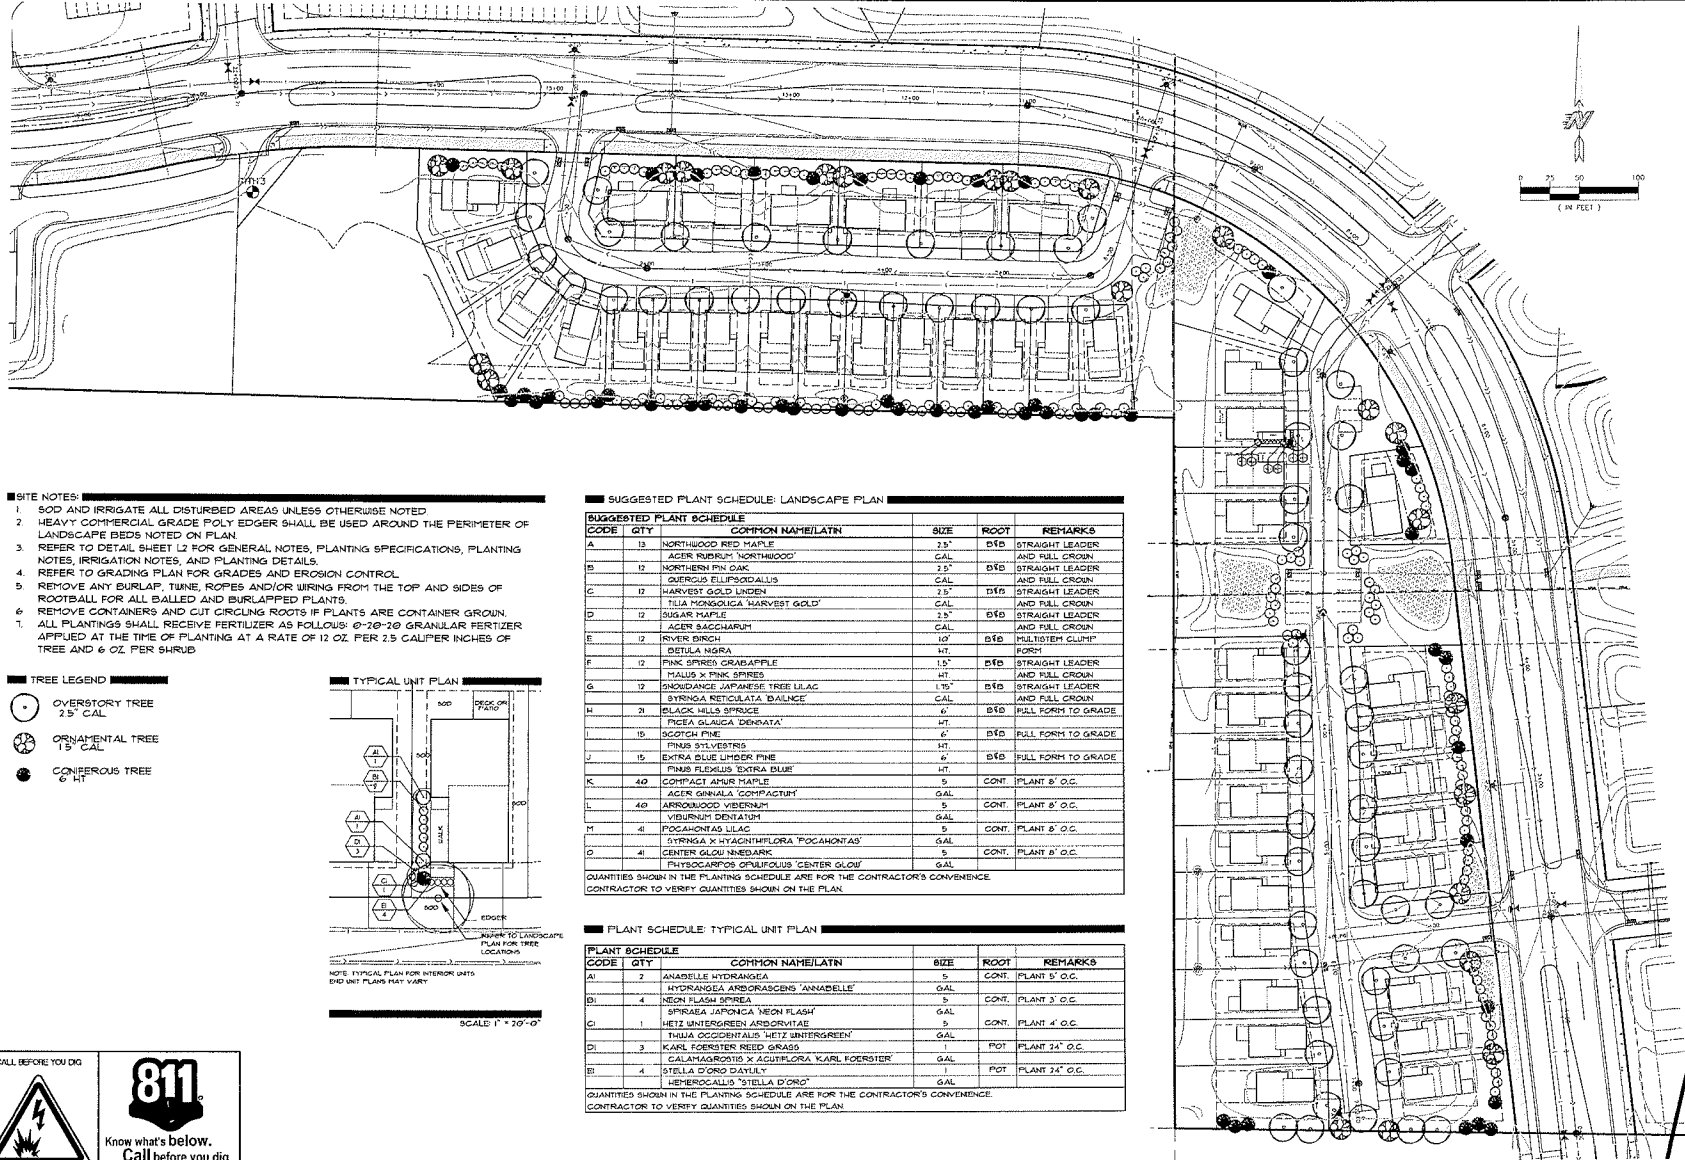 ( IN FEET )
0 25 50 100
SITE NOTES:
1. SOD AND IRRIGATE ALL DISTURBED AREAS UNLESS OTHERWISE NOTED.
2. HEAVY COMMERCIAL GRADE POLY EDGER SHALL BE USED AROUND THE PERIMETER OF
LANDSCAPE BEDS NOTED ON PLAN.
3. REFER TO DETAIL SHEET L2 FOR GENERAL NOTES, PLANTING SPECIFICATIONS, PLANTING
NOTES, IRRIGATION NOTES, AND PLANTING DETAILS.
4. REFER TO GRADING PLAN FOR GRADES AND EROSION CONTROL
5. REMOVE ANY BURLAP, TWINE, ROPES AND/OR WIRING FROM THE TOP AND SIDES OF
ROOTBALL FOR ALL BALLED AND BURLAPPED PLANTS.
6. REMOVE CONTAINERS AND CUT CIRCLING ROOTS IF PLANTS ARE CONTAINER GROWN.
7. ALL PLANTINGS SHALL RECEIVE FERTILIZER AS FOLLOWS: 0-20-20 GRANULAR FERTIZER
APPLIED AT THE TIME OF PLANTING AT A RATE OF 12 OZ. PER 2.5 CALIPER INCHES OF
TREE AND 6 OZ. PER SHRUB
TREE LEGEND
OVERSTORY TREE
2.5" CAL
ORNAMENTAL TREE
1.5" CAL
CONIFEROUS TREE
6' HT
TYPICAL UNIT PLAN
SOD
DECK OR
PATIO
SOD
SOD
WALK
SOD
A1
1
B1
A1
1
D1
3
C1
1
E1
4
EDGER
REFER TO LANDSCAPE
PLAN FOR TREE
LOCATIONS
NOTE: TYPICAL PLAN FOR INTERIOR UNITS
END UNIT PLANS MAY VARY
SCALE: 1" = 20'-0"
CALL BEFORE YOU DIG
811
Know what's below.
Call before you dig
SUGGESTED PLANT SCHEDULE: LANDSCAPE PLAN
SUGGESTED PLANT SCHEDULE
CODE QTY COMMON NAME/LATIN SIZE ROOT REMARKS
A 13 NORTHWOOD RED MAPLE 2.5" B&B STRAIGHT LEADER
ACER RUBRUM 'NORTHWOOD' CAL AND FULL CROWN
B 12 NORTHERN PIN OAK 2.5" B&B STRAIGHT LEADER
QUERCUS ELLIPSOIDALUS CAL AND FULL CROWN
C 12 HARVEST GOLD LINDEN 2.5" B&B STRAIGHT LEADER
TILIA MONGOLICA 'HARVEST GOLD' CAL AND FULL CROWN
D 12 SUGAR MAPLE 2.5" B&B STRAIGHT LEADER
ACER SACCHARUM CAL AND FULL CROWN
E 12 RIVER BIRCH 10' B&B MULTISTEM CLUMP
BETULA NIGRA HT. FORM
F 12 PINK SPIRES CRABAPPLE 1.5" B&B STRAIGHT LEADER
MALUS X PINK SPIRES HT. AND FULL CROWN
G 12 SNOWDANCE JAPANESE TREE LILAC 1.75" B&B STRAIGHT LEADER
SYRINGA RETICULATA 'BAILNCE' CAL AND FULL CROWN
H 21 BLACK HILLS SPRUCE 6' B&B FULL FORM TO GRADE
PICEA GLAUCA 'DENSATA' HT.
I 15 SCOTCH PINE 6' B&B FULL FORM TO GRADE
PINUS SYLVESTRIS HT.
J 15 EXTRA BLUE LIMBER PINE 6' B&B FULL FORM TO GRADE
PINUS FLEXILIS 'EXTRA BLUE' HT.
K 40 COMPACT AMUR MAPLE 5 CONT. PLANT 8' O.C.
ACER GINNALA 'COMPACTUM' GAL
L 40 ARROWWOOD VIBERNUM 5 CONT. PLANT 8' O.C.
VIBURNUM DENTATUM GAL
M 41 POCAHONTAS LILAC 5 CONT. PLANT 8' O.C.
SYRINGA X HYACINTHIFLORA 'POCAHONTAS' GAL
O 41 CENTER GLOW NINEBARK 5 CONT. PLANT 8' O.C.
PHYSOCARPOS OPULIFOLIUS 'CENTER GLOW' GAL
QUANTITIES SHOWN IN THE PLANTING SCHEDULE ARE FOR THE CONTRACTOR'S CONVENIENCE.
CONTRACTOR TO VERIFY QUANTITIES SHOWN ON THE PLAN.
PLANT SCHEDULE: TYPICAL UNIT PLAN
PLANT SCHEDULE
CODE QTY COMMON NAME/LATIN SIZE ROOT REMARKS
A1 2 ANABELLE HYDRANGEA 5 CONT. PLANT 5' O.C.
HYDRANGEA ARBORASCENS 'ANNABELLE' GAL
B1 4 NEON FLASH SPIREA 5 CONT. PLANT 3' O.C.
SPIRAEA JAPONICA 'NEON FLASH' GAL
C1 1 HETZ WINTERGREEN ARBORVITAE 5 CONT. PLANT 4' O.C.
THUJA OCCIDENTALIS 'HETZ WINTERGREEN' GAL
D1 3 KARL FOERSTER REED GRASS 1 POT PLANT 24" O.C.
CALAMAGROSTIS X ACUTIFLORA 'KARL FOERSTER' GAL
E1 4 STELLA D'ORO DAYLILY 1 POT PLANT 24" O.C.
HEMEROCALLIS "STELLA D'ORO" GAL
QUANTITIES SHOWN IN THE PLANTING SCHEDULE ARE FOR THE CONTRACTOR'S CONVENIENCE.
CONTRACTOR TO VERIFY QUANTITIES SHOWN ON THE PLAN.